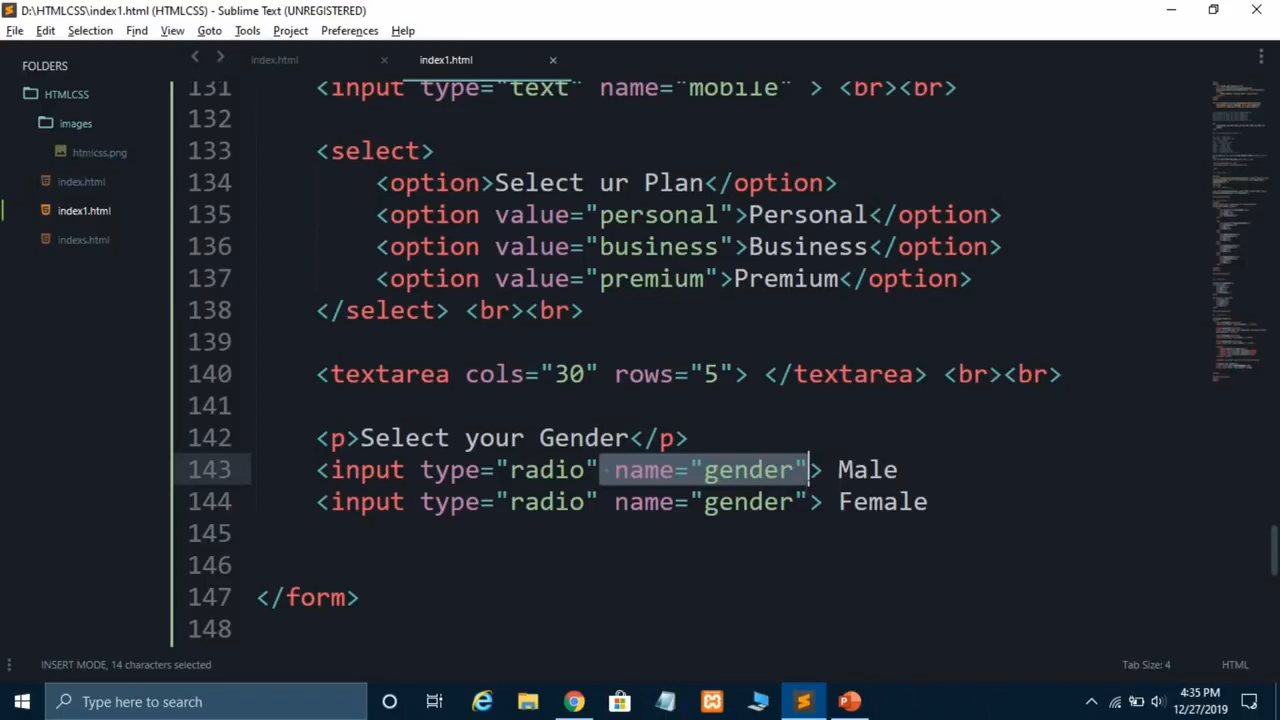 D:\HTMLCSS\index1.html (HTMLCSS) - Sublime Text (UNREGISTERED)
File Edit Selection Find View Goto Tools Project Preferences Help
FOLDERS
HTMLCSS
images
htmlcss.png
index.html
index1.html
indexs.html
index.html
index1.html
131 <input type="text" name="mobile" > <br><br>
132
133 <select>
134 <option>Select ur Plan</option>
135 <option value="personal">Personal</option>
136 <option value="business">Business</option>
137 <option value="premium">Premium</option>
138 </select> <br><br>
139
140 <textarea cols="30" rows="5"> </textarea> <br><br>
141
142 <p>Select your Gender</p>
143 <input type="radio" name="gender"> Male
144 <input type="radio" name="gender"> Female
145
146
147 </form>
148
INSERT MODE, 14 characters selected
Tab Size: 4
HTML
Type here to search
4:35 PM
12/27/2019